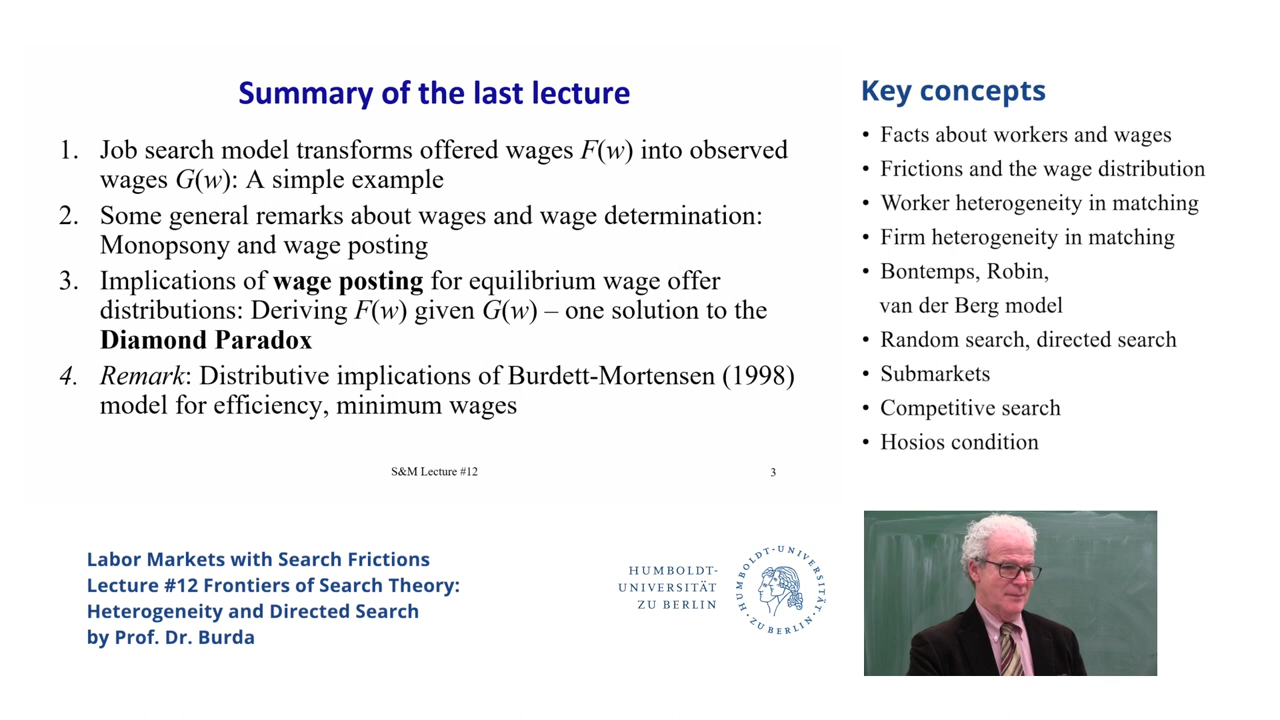 Summary of the last lecture
1. Job search model transforms offered wages F(w) into observed
wages G(w): A simple example
2. Some general remarks about wages and wage determination:
Monopsony and wage posting
3. Implications of wage posting for equilibrium wage offer
distributions: Deriving F(w) given G(w) – one solution to the
Diamond Paradox
4. Remark: Distributive implications of Burdett-Mortensen (1998)
model for efficiency, minimum wages
S&M Lecture #12
3
Key concepts
• Facts about workers and wages
• Frictions and the wage distribution
• Worker heterogeneity in matching
• Firm heterogeneity in matching
• Bontemps, Robin,
van der Berg model
• Random search, directed search
• Submarkets
• Competitive search
• Hosios condition
Labor Markets with Search Frictions
Lecture #12 Frontiers of Search Theory:
Heterogeneity and Directed Search
by Prof. Dr. Burda
HUMBOLDT-
UNIVERSITÄT
ZU BERLIN
HUMBOLDT-UNIVERSITÄT
ZU BERLIN